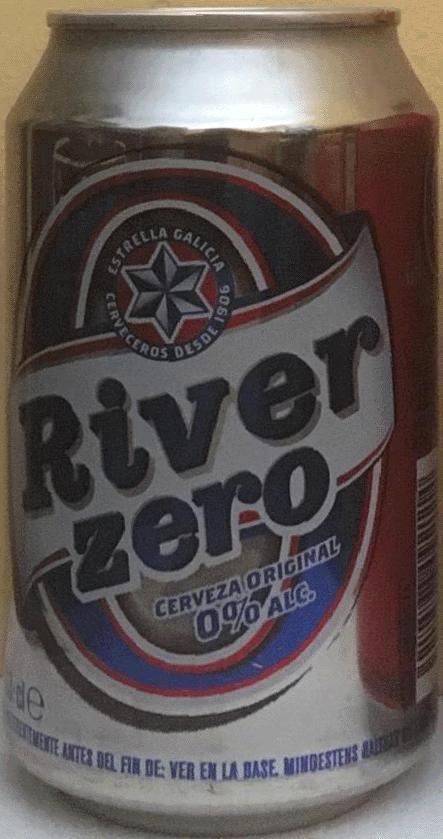 ESTRELLA GALICIA
CERVECEROS DESDE 1906
River
zero
CERVEZA ORIGINAL
0% ALC.
cl e
ANTES DEL FIN DE: VER EN LA BASE. MINDESTENS